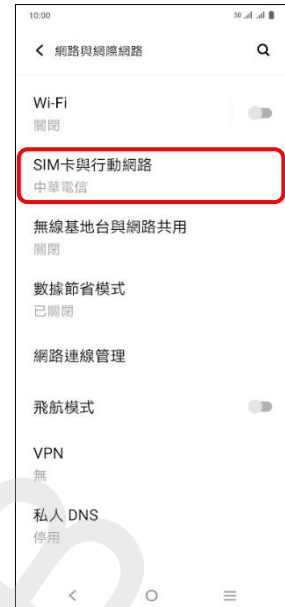 10:00 5G
網路與網際網路
Wi-Fi
關閉
SIM卡與行動網路
中華電信
無線基地台與網路共用
關閉
數據節省模式
已關閉
網路連線管理
飛航模式
VPN
無
私人 DNS
停用